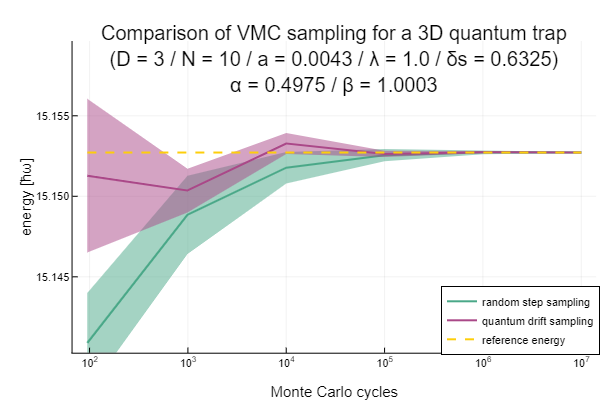 Comparison of VMC sampling for a 3D quantum trap
(D = 3 / N = 10 / a = 0.0043 / λ = 1.0 / δs = 0.6325)
α = 0.4975 / β = 1.0003
15.155
15.150
15.145
energy [ħω]
random step sampling
quantum drift sampling
reference energy
10² 10³ 10⁴ 10⁵ 10⁶ 10⁷
Monte Carlo cycles